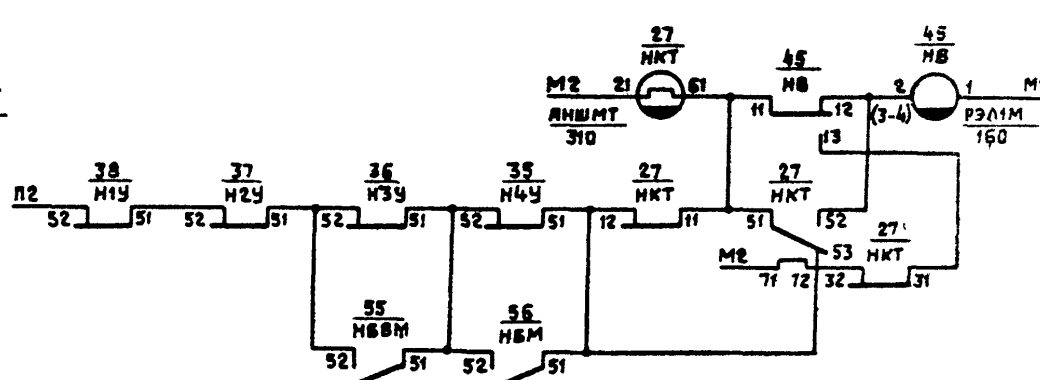 27
НКТ
45
НВ
45
НВ
М2 21 61 11 12 2 1
(3-4)
АНШМТ
310
РЭЛ1М
160
13
38
Н1У
37
Н2У
36
Н3У
35
Н4У
27
НКТ
27
НКТ
П2 52 51 52 51 52 51 52 51 12 11 51 52
27
НКТ
53
М2 71 72 32 31
55
НБВМ
56
НБМ
52 51 52 51